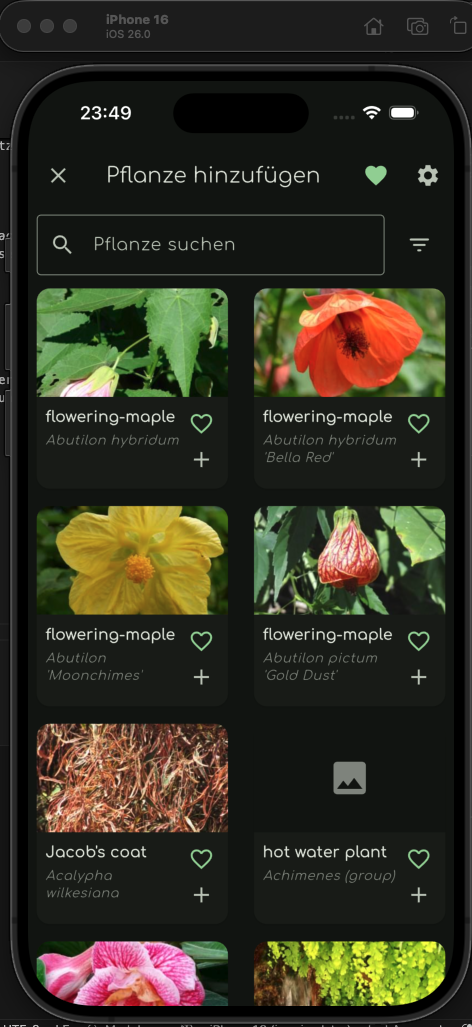 iPhone 16
iOS 26.0
23:49
Pflanze hinzufügen
Pflanze suchen
flowering-maple
Abutilon hybridum
flowering-maple
Abutilon hybridum
'Bella Red'
flowering-maple
Abutilon
'Moonchimes'
flowering-maple
Abutilon pictum
'Gold Dust'
Jacob's coat
Acalypha
wilkesiana
hot water plant
Achimenes (group)